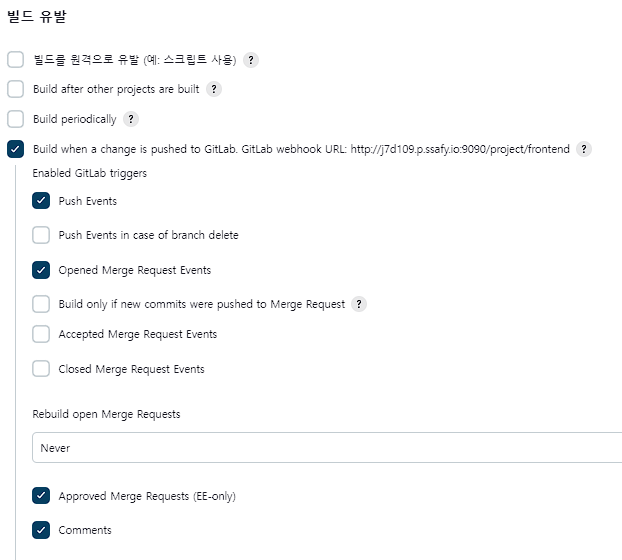 빌드 유발
빌드를 원격으로 유발 (예: 스크립트 사용) ?
Build after other projects are built ?
Build periodically ?
Build when a change is pushed to GitLab. GitLab webhook URL: http://j7d109.p.ssafy.io:9090/project/frontend ?
Enabled GitLab triggers
Push Events
Push Events in case of branch delete
Opened Merge Request Events
Build only if new commits were pushed to Merge Request ?
Accepted Merge Request Events
Closed Merge Request Events
Rebuild open Merge Requests
Never
Approved Merge Requests (EE-only)
Comments